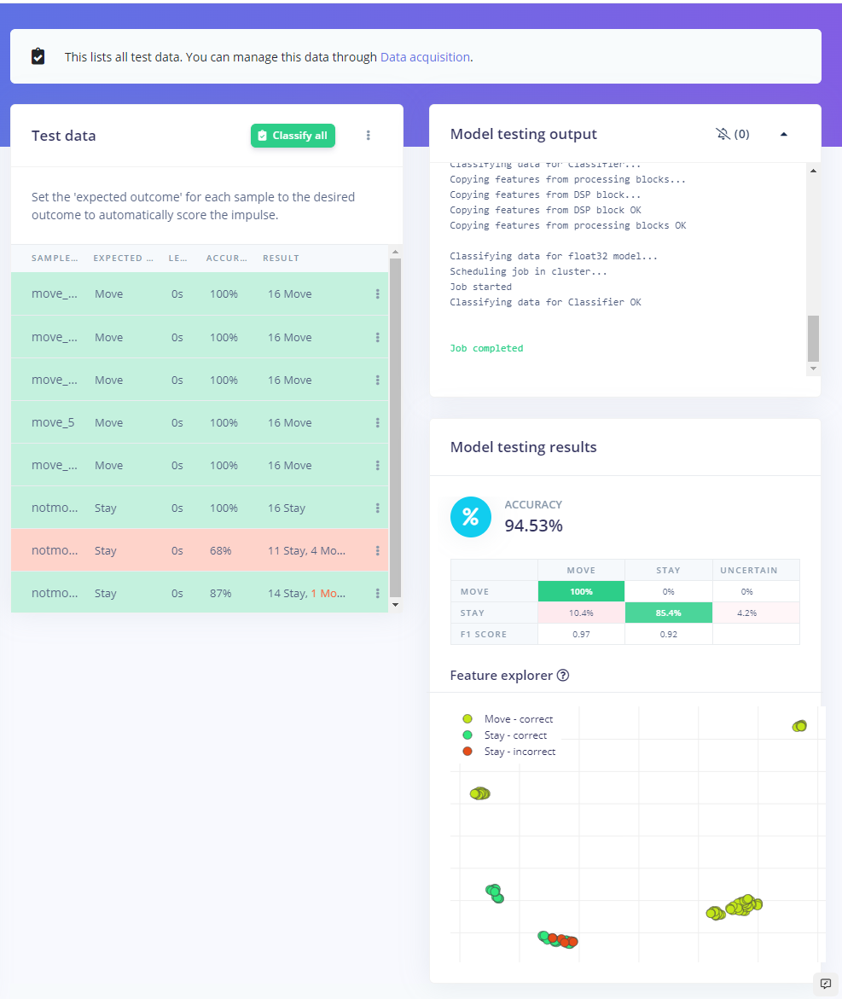 This lists all test data. You can manage this data through Data acquisition.
Test data
Classify all
Set the 'expected outcome' for each sample to the desired
outcome to automatically score the impulse.
SAMPLE... EXPECTED ... LE... ACCUR... RESULT
move_... Move 0s 100% 16 Move
move_... Move 0s 100% 16 Move
move_... Move 0s 100% 16 Move
move_5 Move 0s 100% 16 Move
move_... Move 0s 100% 16 Move
notmo... Stay 0s 100% 16 Stay
notmo... Stay 0s 68% 11 Stay, 4 Mo...
notmo... Stay 0s 87% 14 Stay, 1 Mo...
Model testing output
(0)
Classifying data for Classifier...
Copying features from processing blocks...
Copying features from DSP block...
Copying features from DSP block OK
Copying features from processing blocks OK
Classifying data for float32 model...
Scheduling job in cluster...
Job started
Classifying data for Classifier OK
Job completed
Model testing results
%
ACCURACY
94.53%
MOVE STAY UNCERTAIN
MOVE 100% 0% 0%
STAY 10.4% 85.4% 4.2%
F1 SCORE 0.97 0.92
Feature explorer ?
Move - correct
Stay - correct
Stay - incorrect